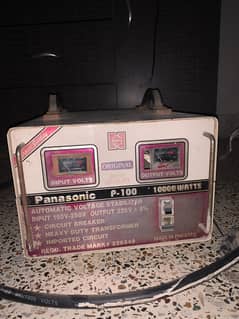 ORIGINAL
INPUT VOLTS
OUTPUT VOLTS
Panasonic P-100 10000 WATTS
AUTOMATIC VOLTAGE STABILIZER
INPUT 150V-250V OUTPUT 220V ± 5%
★ CIRCUIT BREAKER
★ HEAVY DUTY TRANSFORMER
★ IMPORTED CIRCUIT
REGD. TRADE MARK